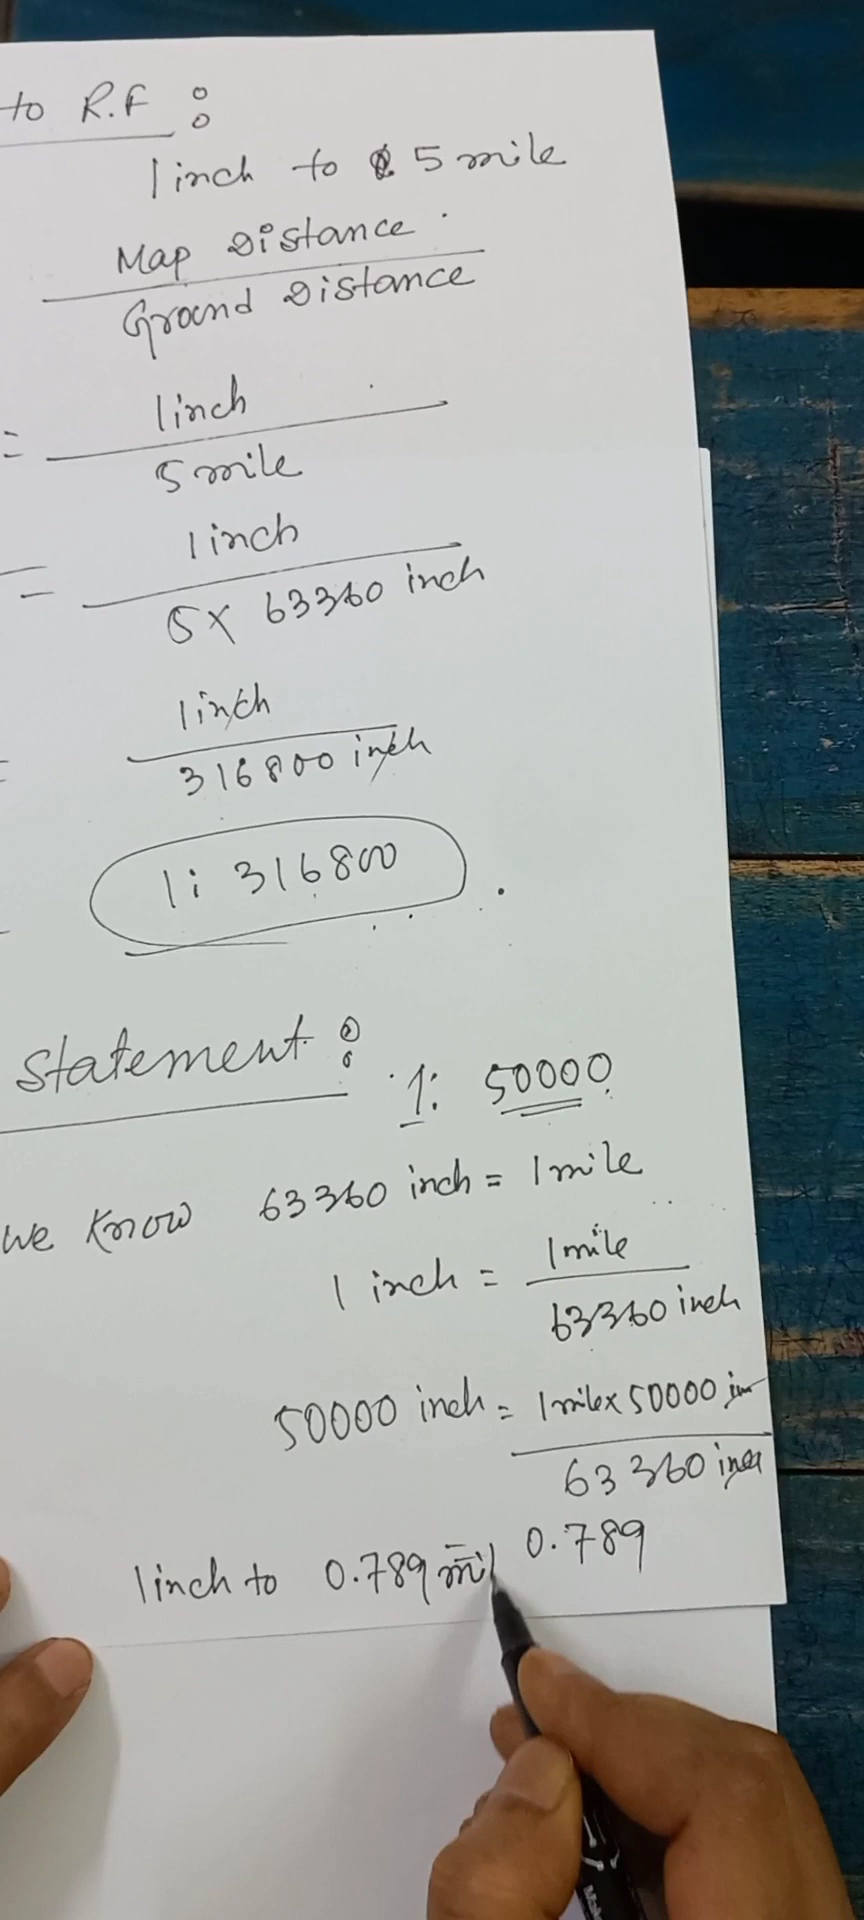 to R.F :
1 inch to 5 mile
Map Distance
Ground Distance
= 1 inch
5 mile
= 1 inch
5 x 63360 inch
= 1 inch
316800 inch
1: 316800
Statement :
1: 50000
we know 63360 inch = 1 mile
1 inch = 1 mile
63360 inch
50000 inch = 1 mile x 50000
63360 inch
0.789
1 inch to 0.789 mil